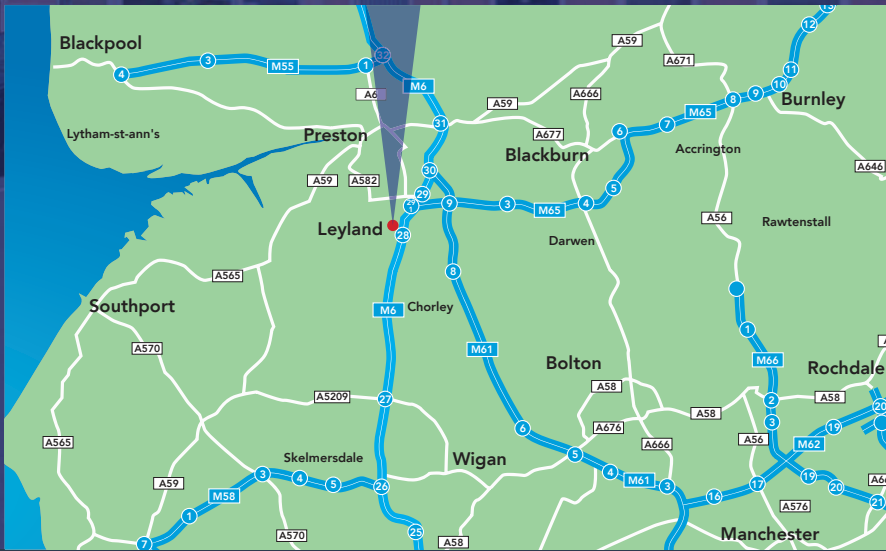 13
12
Blackpool
A59
3
32
A671
11
4
M55
1
M6
10
A6
A666
8
9
Burnley
A59
M65
31
7
Lytham-st-ann's
Preston
A677
6
Accrington
Blackburn
30
A646
A59
A582
5
29
29
1
9
3
M65
4
A56
Rawtenstall
Leyland
28
Darwen
8
A565
Southport
M6
Chorley
1
A570
M61
M66
Bolton
Rochdale
A58
A5209
27
2
A58
20
A58
A565
6
A676
3
19
A666
A56
M62
Skelmersdale
Wigan
5
A59
3
4
4
19
5
26
M61
3
17
20
M58
16
21
1
A576
25
A570
A58
Manchester
7